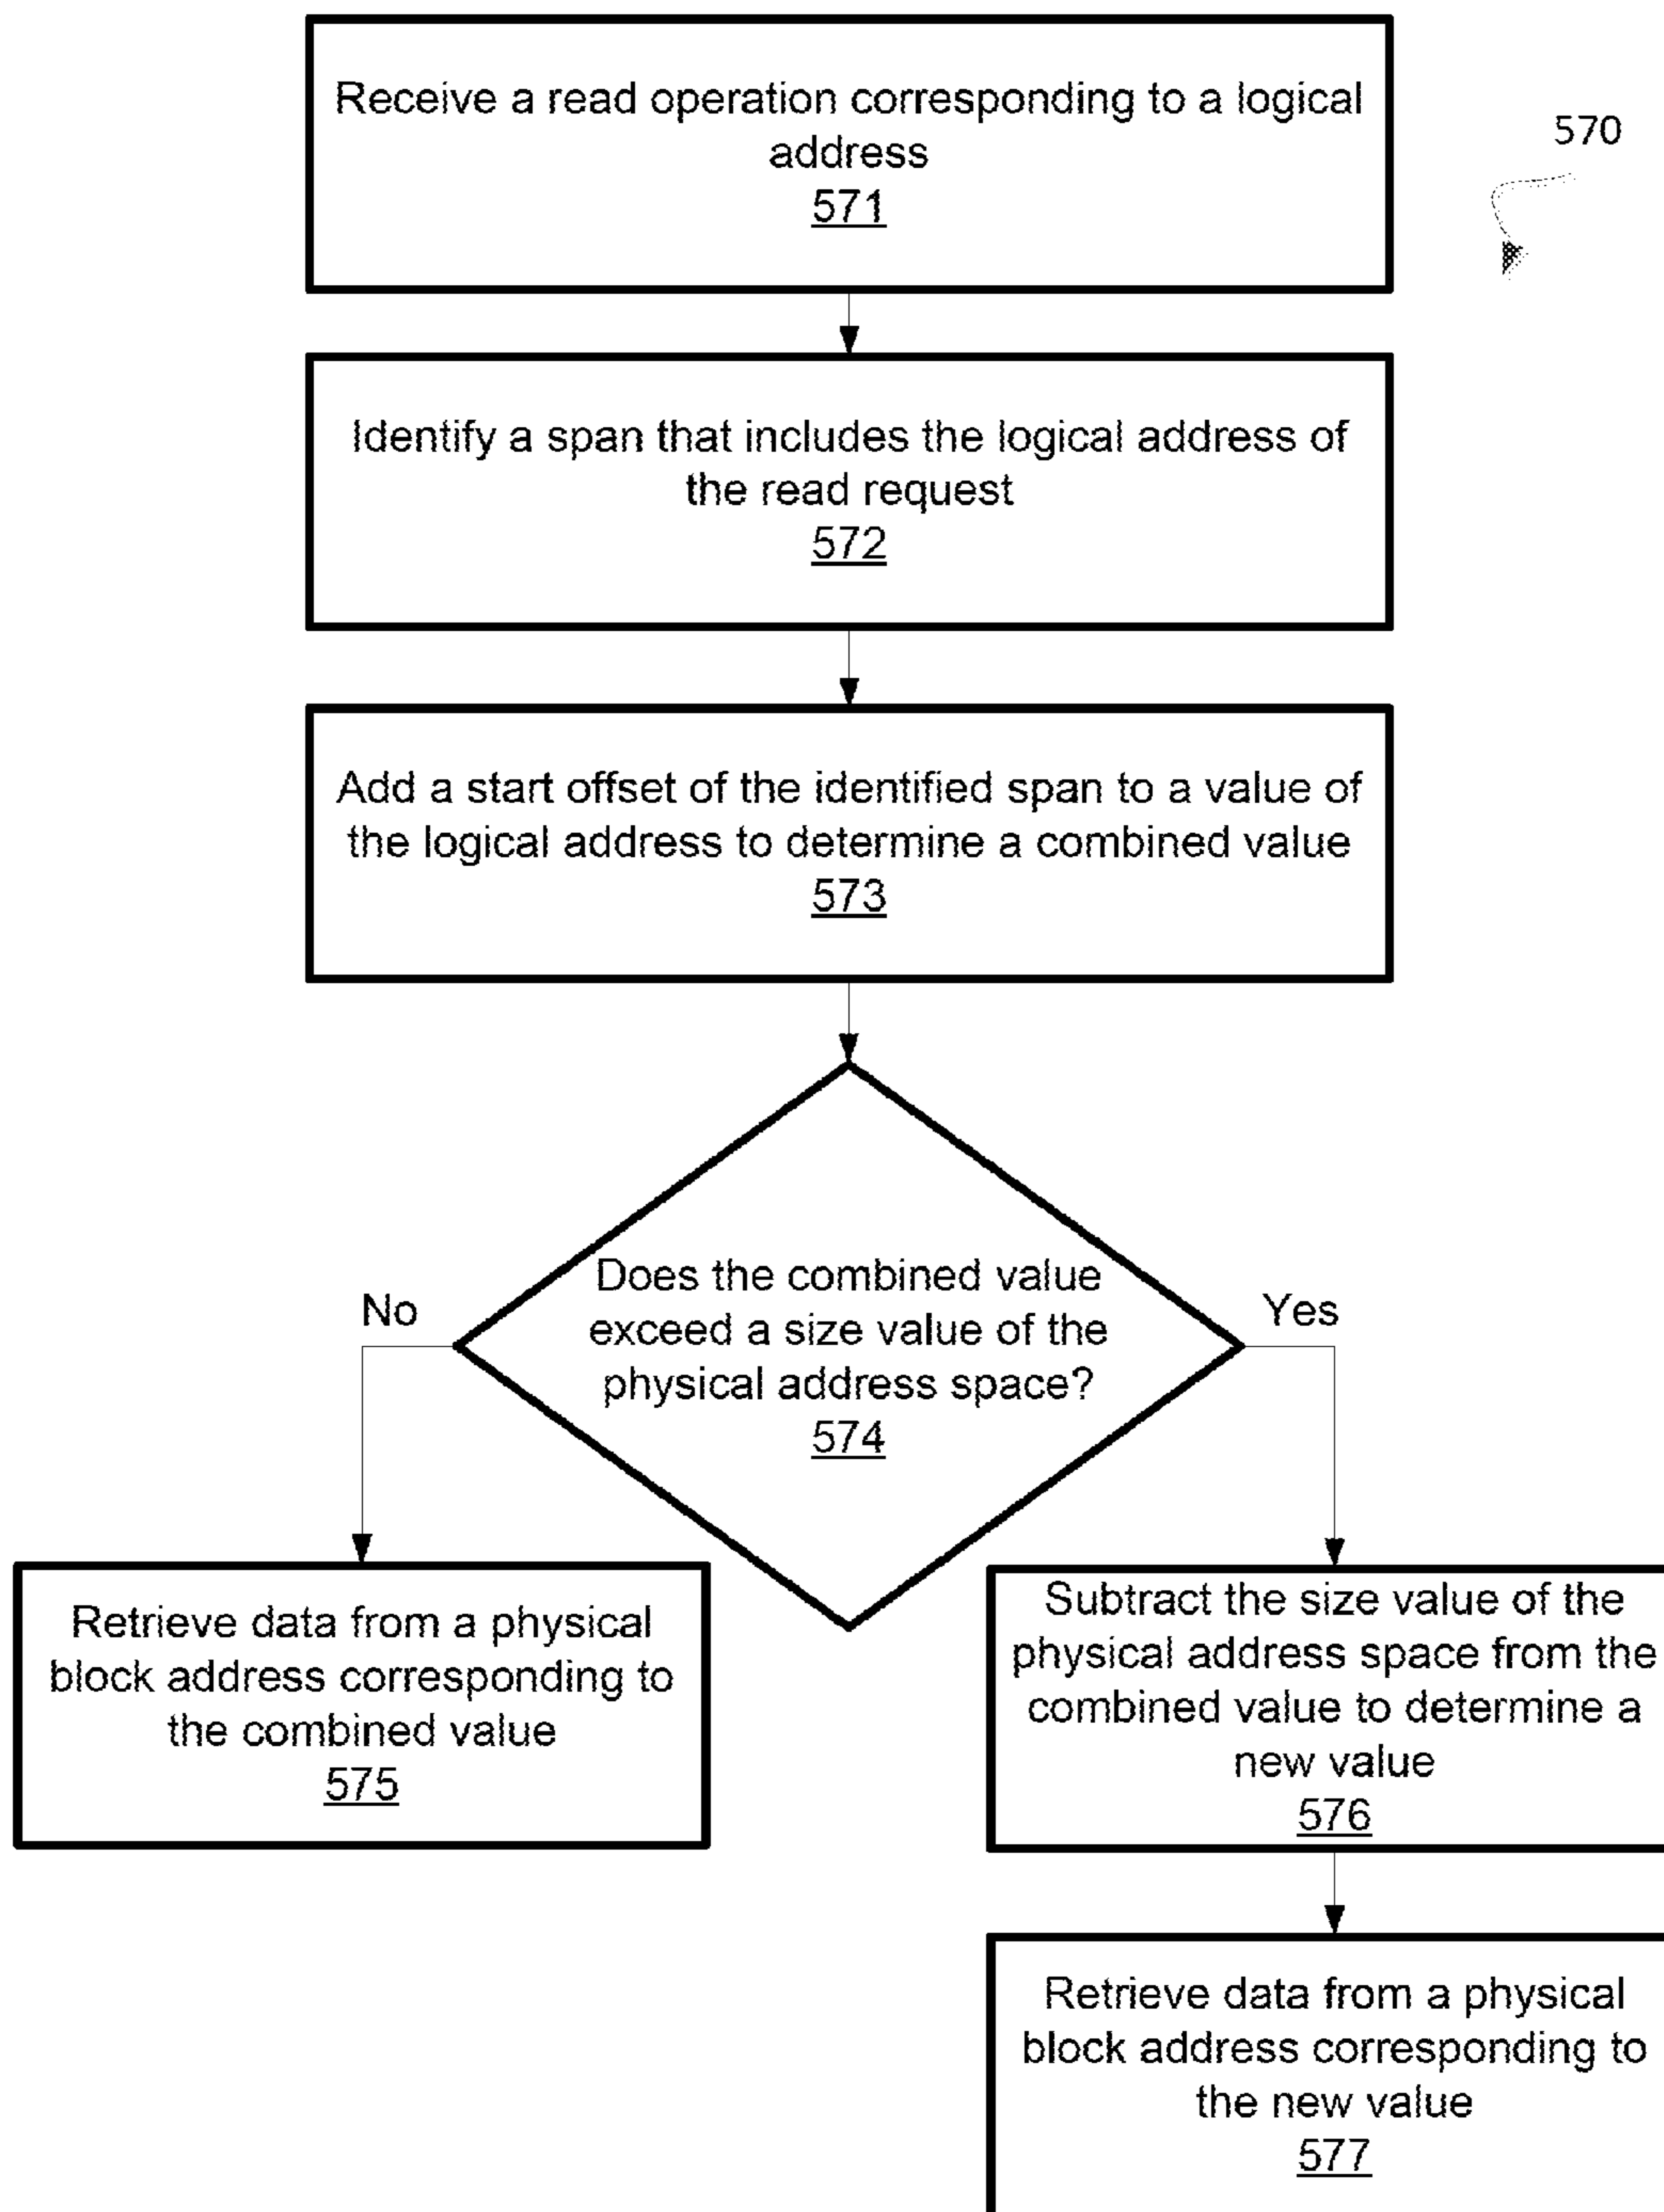 Receive a read operation corresponding to a logical
address
571
570
Identify a span that includes the logical address of
the read request
572
Add a start offset of the identified span to a value of
the logical address to determine a combined value
573
Does the combined value
exceed a size value of the
physical address space?
574
No
Yes
Retrieve data from a physical
block address corresponding to
the combined value
575
Subtract the size value of the
physical address space from the
combined value to determine a
new value
576
Retrieve data from a physical
block address corresponding to
the new value
577